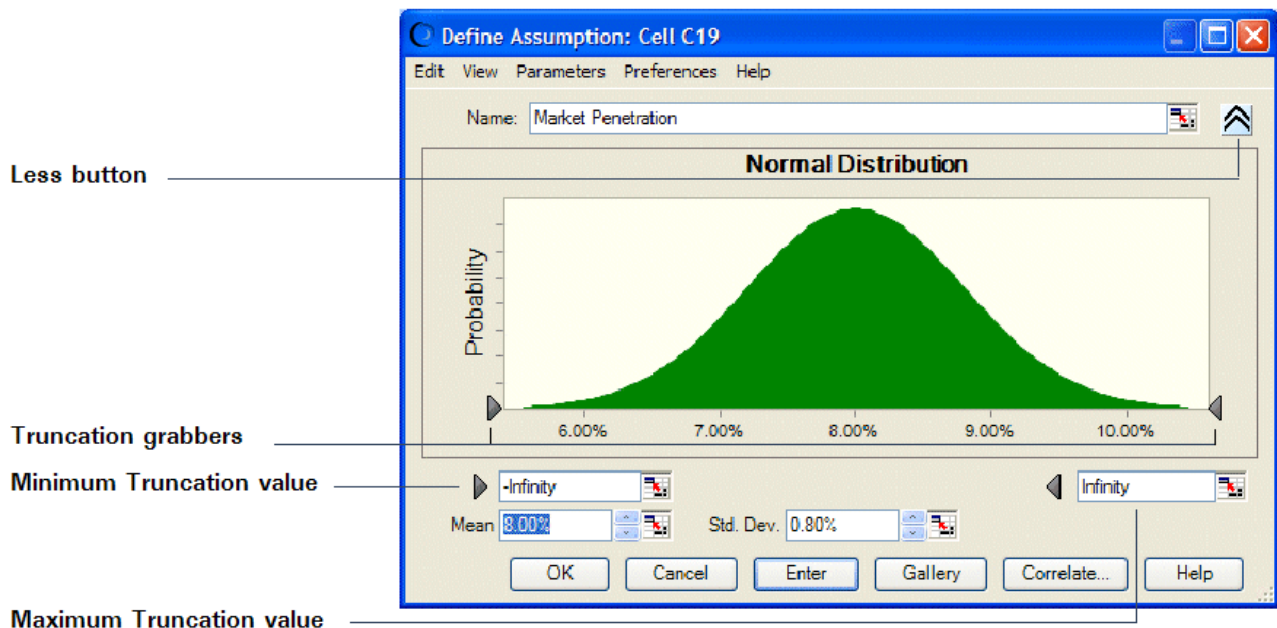 Define Assumption: Cell C19
Edit View Parameters Preferences Help
Name: Market Penetration
Less button
Normal Distribution
Probability
6.00% 7.00% 8.00% 9.00% 10.00%
Truncation grabbers
Minimum Truncation value
-Infinity Infinity
Mean 8.00% Std. Dev. 0.80%
OK Cancel Enter Gallery Correlate... Help
Maximum Truncation value